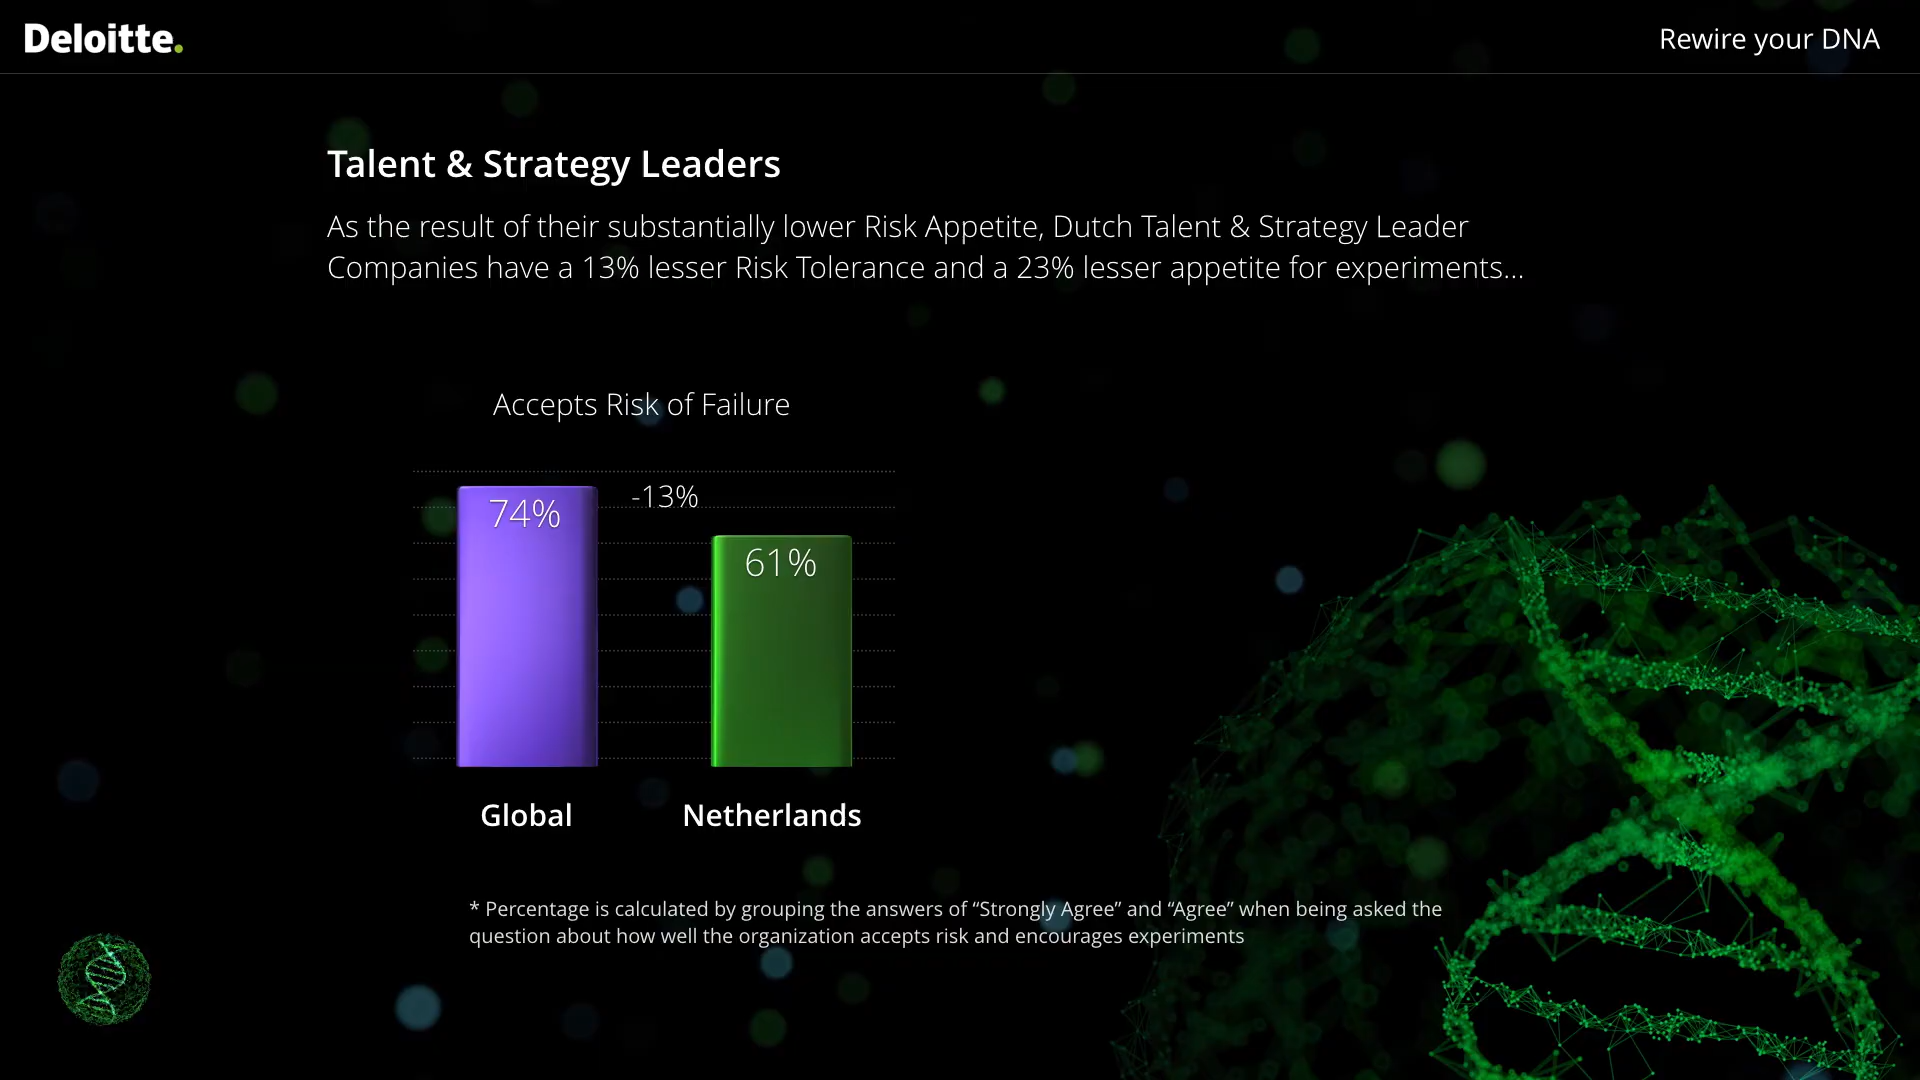 Deloitte.
Rewire your DNA
Talent & Strategy Leaders
As the result of their substantially lower Risk Appetite, Dutch Talent & Strategy Leader
Companies have a 13% lesser Risk Tolerance and a 23% lesser appetite for experiments...
Accepts Risk of Failure
74%
-13%
61%
Global
Netherlands
* Percentage is calculated by grouping the answers of “Strongly Agree” and “Agree” when being asked the
question about how well the organization accepts risk and encourages experiments